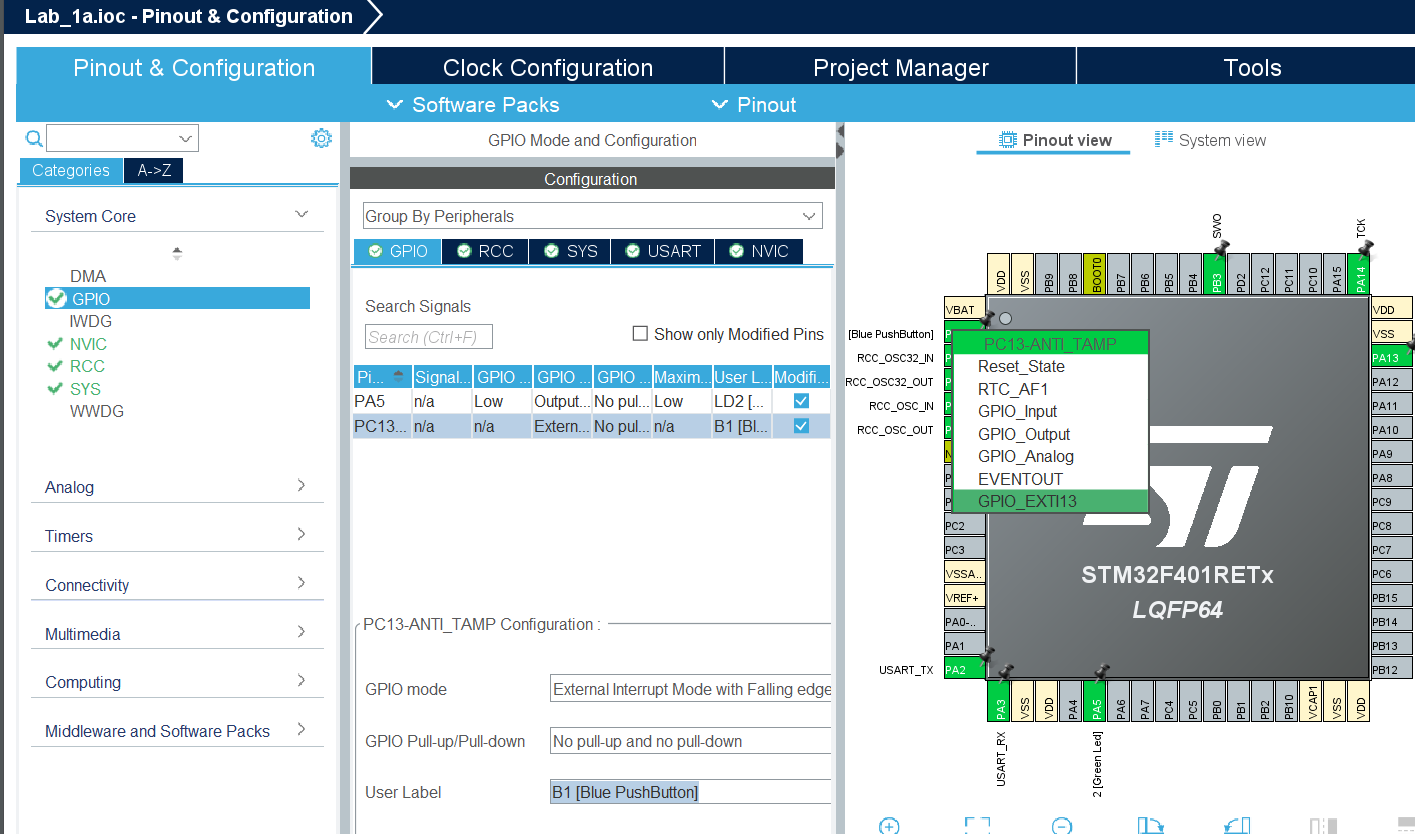 Lab_1a.ioc - Pinout & Configuration
Pinout & Configuration
Clock Configuration
Project Manager
Tools
Software Packs
Pinout
Categories
A->Z
System Core
DMA
GPIO
IWDG
NVIC
RCC
SYS
WWDG
Analog
Timers
Connectivity
Multimedia
Computing
Middleware and Software Packs
GPIO Mode and Configuration
Configuration
Group By Peripherals
GPIO
RCC
SYS
USART
NVIC
Search Signals
Search (Ctrl+F)
Show only Modified Pins
Pi... Signal... GPIO ... GPIO ... GPIO ... Maxim... User L... Modifi...
PA5 n/a Low Output... No pul... Low LD2 [...
PC13... n/a n/a Extern... No pul... n/a B1 [Bl...
PC13-ANTI_TAMP Configuration :
GPIO mode
External Interrupt Mode with Falling edge
GPIO Pull-up/Pull-down
No pull-up and no pull-down
User Label
B1 [Blue PushButton]
Pinout view
System view
SWO
TCK
VDD
VSS
PB9
PB8
BOOT0
PB7
PB6
PB5
PB4
PB3
PD2
PC12
PC11
PC10
PA15
PA14
VBAT
[Blue PushButton]
RCC_OSC32_IN
RCC_OSC32_OUT
RCC_OSC_IN
RCC_OSC_OUT
PC13-ANTI_TAMP
Reset_State
RTC_AF1
GPIO_Input
GPIO_Output
GPIO_Analog
EVENTOUT
GPIO_EXTI13
PC2
PC3
VSSA..
VREF+
PA0-..
PA1
USART_TX
PA2
STM32F401RETx
LQFP64
VDD
VSS
PA13
PA12
PA11
PA10
PA9
PA8
PC9
PC8
PC7
PC6
PB15
PB14
PB13
PB12
PA3
VSS
VDD
PA4
PA5
PA6
PA7
PC4
PC5
PB0
PB1
PB2
PB10
VCAP1
VSS
VDD
USART_RX
2 [Green Led]